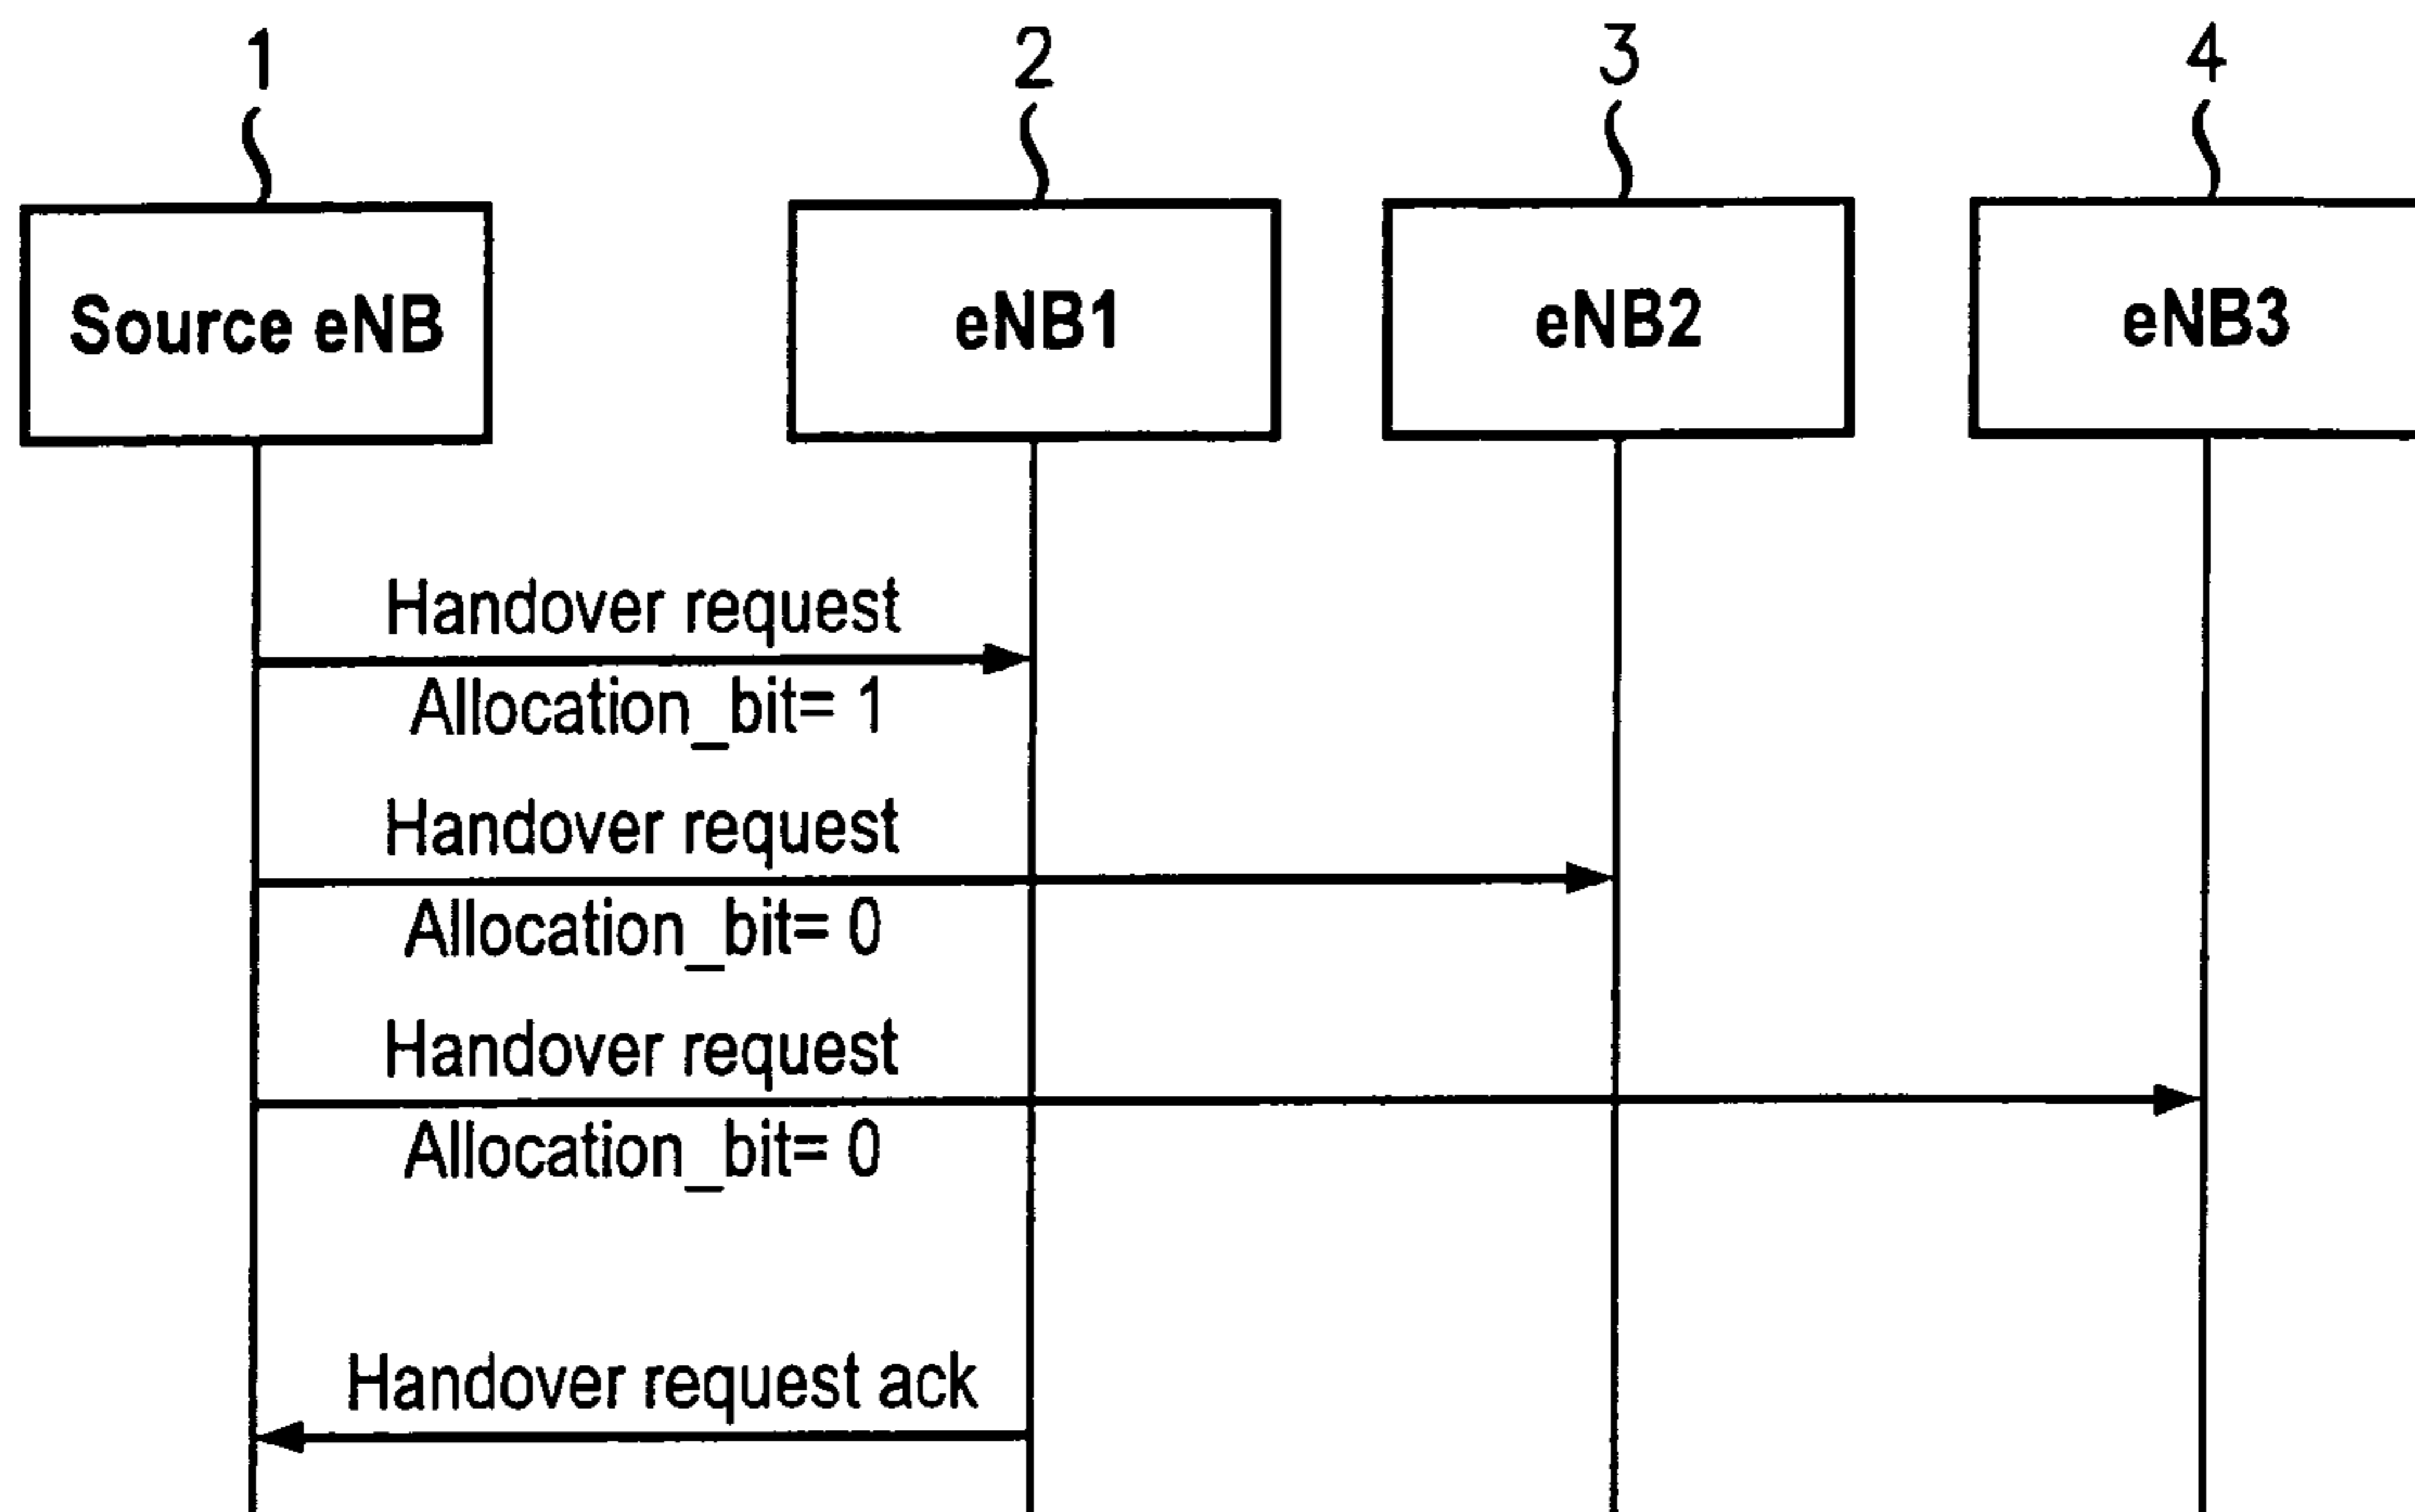 1 2 3 4
Source eNB eNB1 eNB2 eNB3
Handover request
Allocation_bit= 1
Handover request
Allocation_bit= 0
Handover request
Allocation_bit= 0
Handover request ack